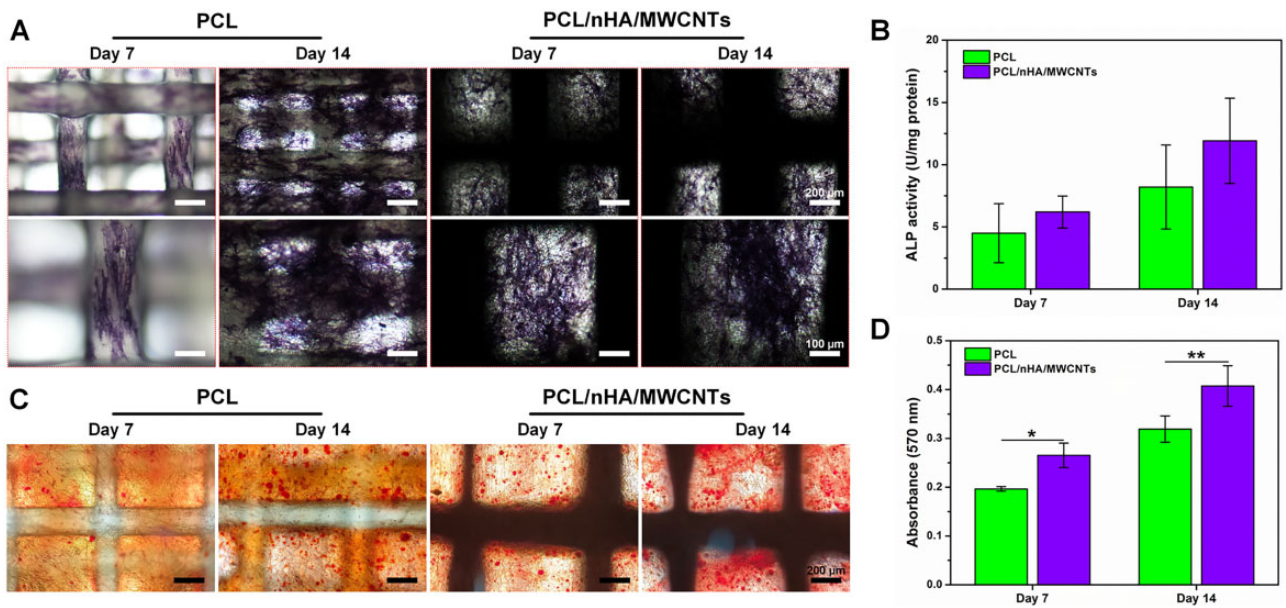 A
PCL
PCL/nHA/MWCNTs
Day 7
Day 14
Day 7
Day 14
200 µm
100 µm
B
20
15
10
5
0
ALP activity (U/mg protein)
PCL
PCL/nHA/MWCNTs
Day 7
Day 14
C
PCL
PCL/nHA/MWCNTs
Day 7
Day 14
Day 7
Day 14
200 µm
D
0.5
0.4
0.3
0.2
0.1
0.0
Absorbance (570 nm)
PCL
PCL/nHA/MWCNTs
*
**
Day 7
Day 14